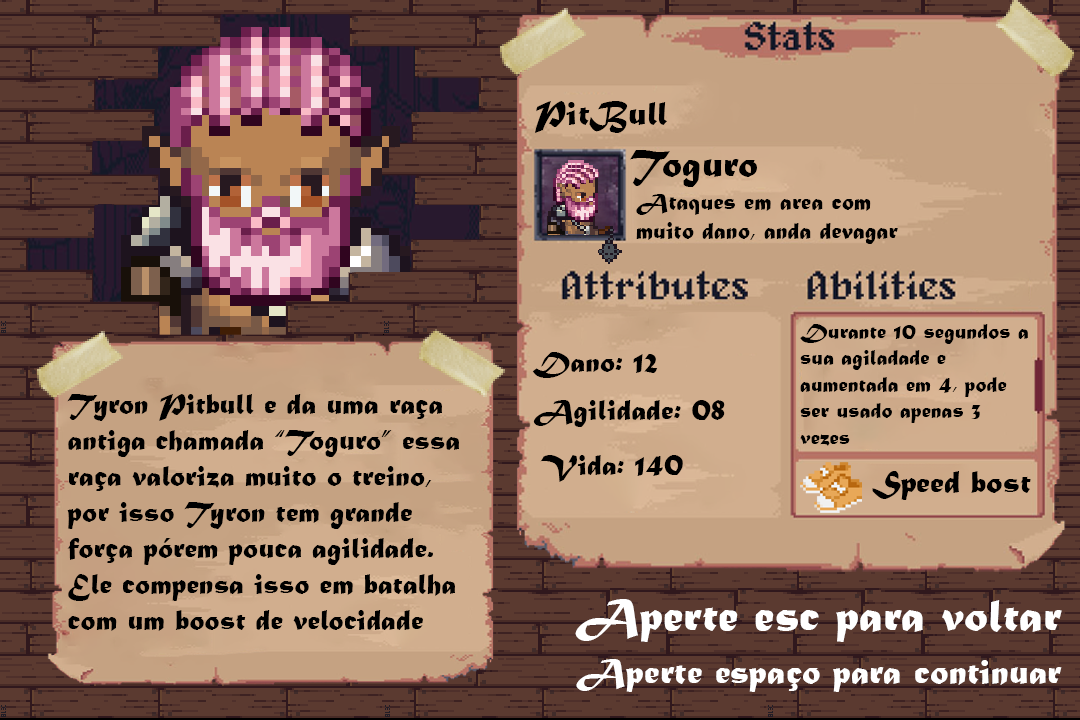 Stats
PitBull
Toguro
Ataques em area com
muito dano, anda devagar
Attributes
Dano: 12
Agilidade: 08
Vida: 140
Abilities
Durante 10 segundos a
sua agiladade e
aumentada em 4, pode
ser usado apenas 3
vezes
Speed bost
Tyron Pitbull e da uma raça
antiga chamada "Toguro" essa
raça valoriza muito o treino,
por isso Tyron tem grande
força pórem pouca agilidade.
Ele compensa isso em batalha
com um boost de velocidade
Aperte esc para voltar
Aperte espaço para continuar